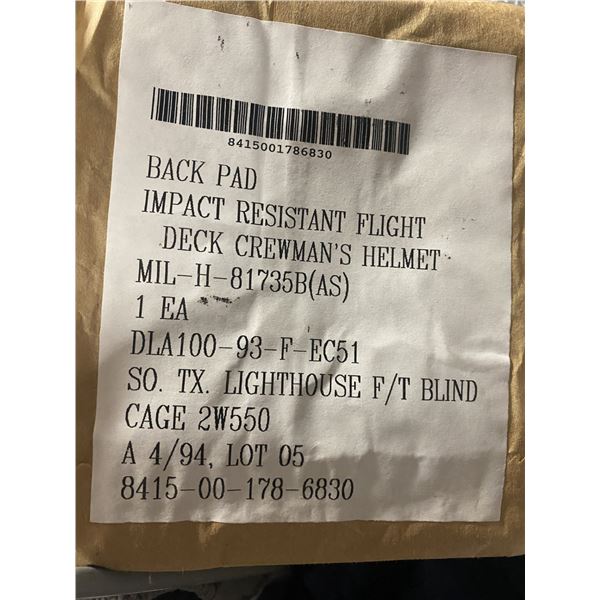 8415001786830
BACK PAD
IMPACT RESISTANT FLIGHT
DECK CREWMAN'S HELMET
MIL-H-81735B(AS)
1 EA
DLA100-93-F-EC51
SO. TX. LIGHTHOUSE F/T BLIND
CAGE 2W550
A 4/94, LOT 05
8415-00-178-6830